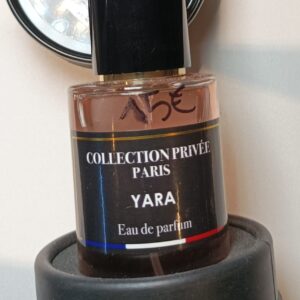 15€
COLLECTION PRIVÉE
PARIS
YARA
Eau de parfum